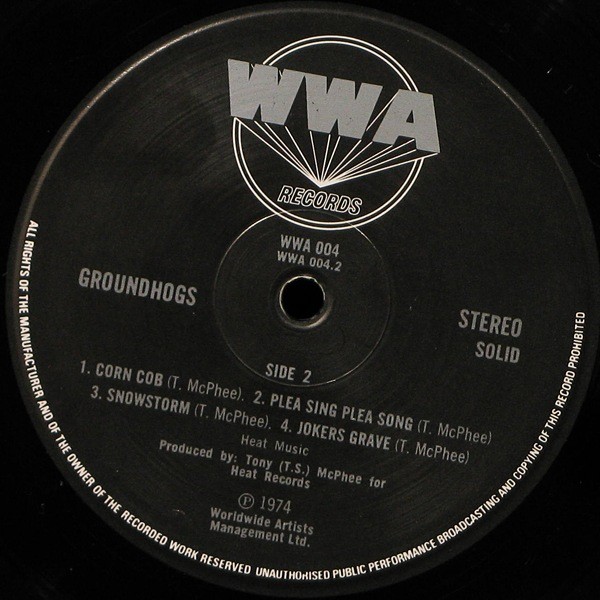 WWA
RECORDS
WWA 004
WWA 004.2
GROUNDHOGS
STEREO
SOLID
SIDE 2
1. CORN COB (T. McPhee). 2. PLEA SING PLEA SONG (T. McPhee)
3. SNOWSTORM (T. McPhee). 4. JOKERS GRAVE (T. McPhee)
Heat Music
Produced by: Tony (T.S.) McPhee for
Heat Records
Ⓟ 1974
Worldwide Artists
Management Ltd.
ALL RIGHTS OF THE MANUFACTURER AND OF THE OWNER OF THE RECORDED WORK RESERVED UNAUTHORISED PUBLIC PERFORMANCE BROADCASTING AND COPYING OF THIS RECORD PROHIBITED